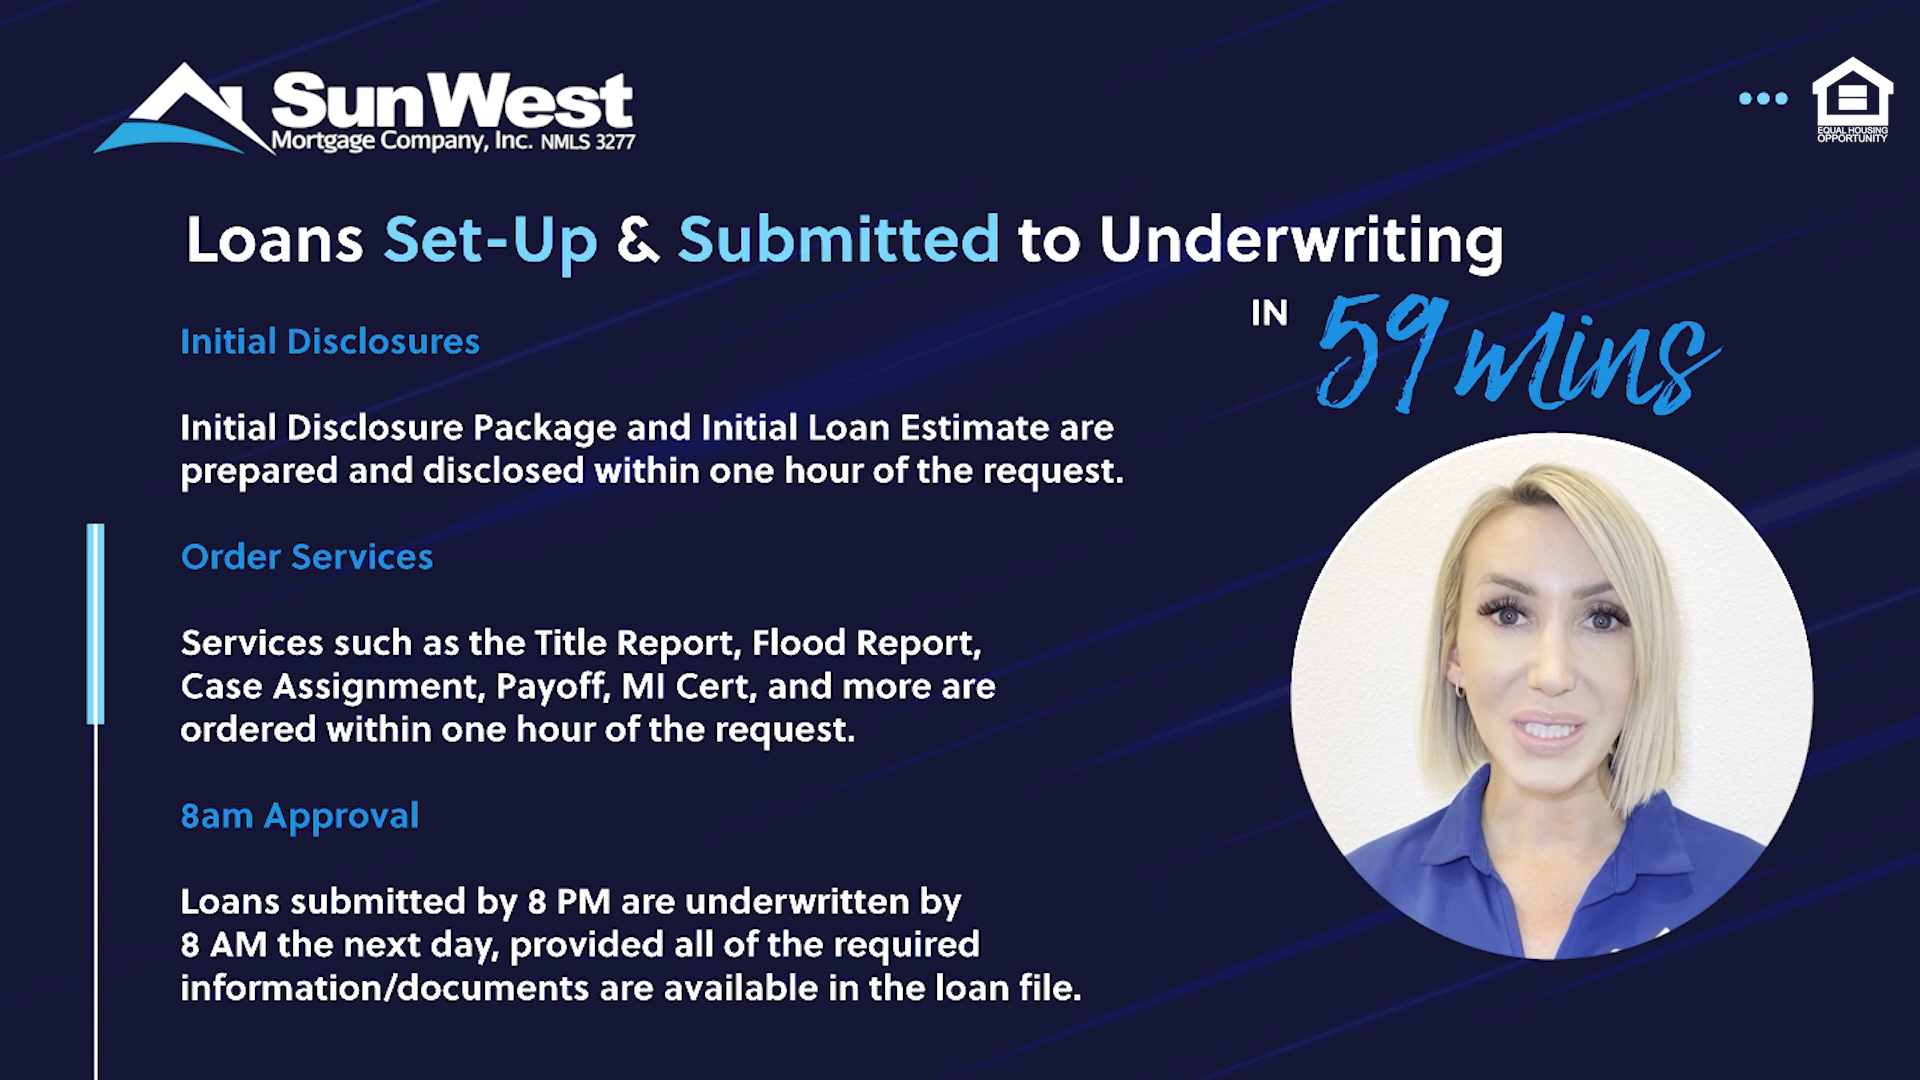 SunWest
Mortgage Company, Inc. NMLS 3277
EQUAL HOUSING
OPPORTUNITY
Loans Set-Up & Submitted to Underwriting
IN 59 mins
Initial Disclosures
Initial Disclosure Package and Initial Loan Estimate are
prepared and disclosed within one hour of the request.
Order Services
Services such as the Title Report, Flood Report,
Case Assignment, Payoff, MI Cert, and more are
ordered within one hour of the request.
8am Approval
Loans submitted by 8 PM are underwritten by
8 AM the next day, provided all of the required
information/documents are available in the loan file.